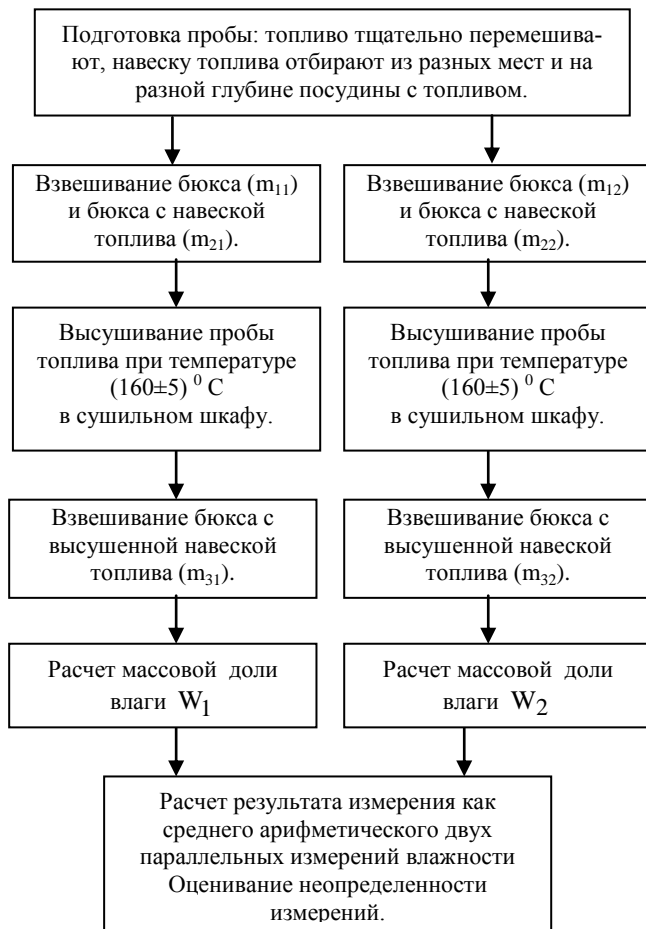 Подготовка пробы: топливо тщательно перемешива-
ют, навеску топлива отбирают из разных мест и на
разной глубине посудины с топливом.
Взвешивание бюкса (m₁₁)
и бюкса с навеской
топлива (m₂₁).
Взвешивание бюкса (m₁₂)
и бюкса с навеской
топлива (m₂₂).
Высушивание пробы
топлива при температуре
(160±5) ⁰ С
в сушильном шкафу.
Высушивание пробы
топлива при температуре
(160±5) ⁰ С
в сушильном шкафу.
Взвешивание бюкса с
высушенной навеской
топлива (m₃₁).
Взвешивание бюкса с
высушенной навеской
топлива (m₃₂).
Расчет массовой доли
влаги W₁
Расчет массовой доли
влаги W₂
Расчет результата измерения как
среднего арифметического двух
параллельных измерений влажности
Оценивание неопределенности
измерений.